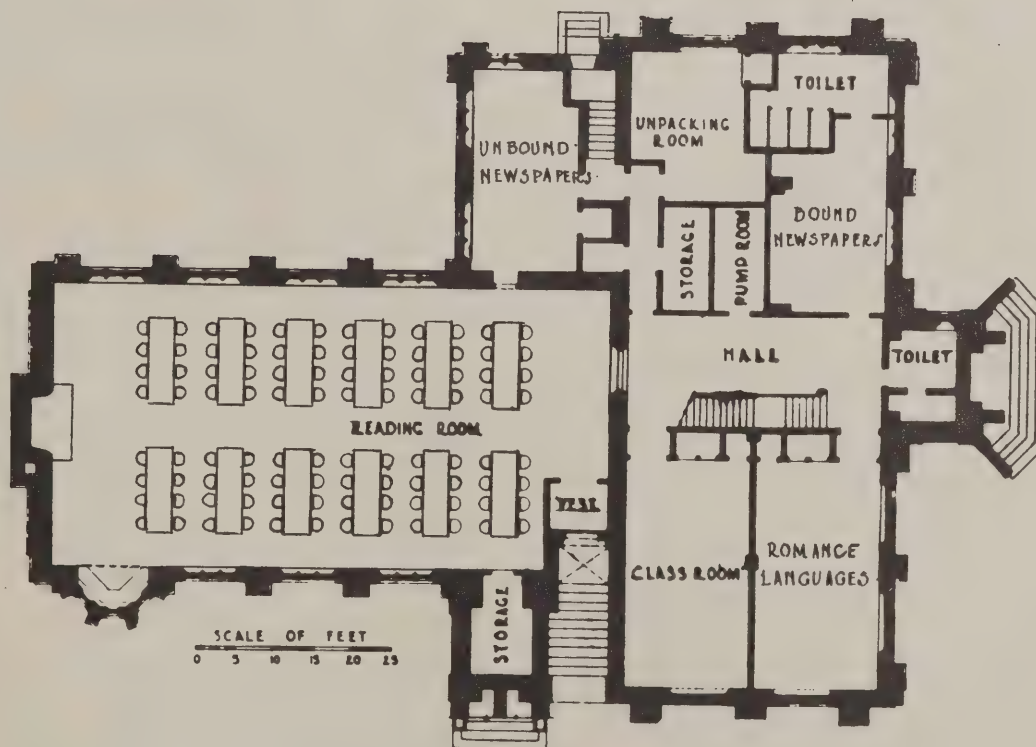 TOILET
UNPACKING
ROOM
UNBOUND
NEWSPAPERS
BOUND
NEWSPAPERS
STORAGE
PUMP ROOM
HALL
TOILET
READING ROOM
VEST.
CLASS ROOM
ROMANCE
LANGUAGES
STORAGE
SCALE OF FEET
0 5 10 15 20 25